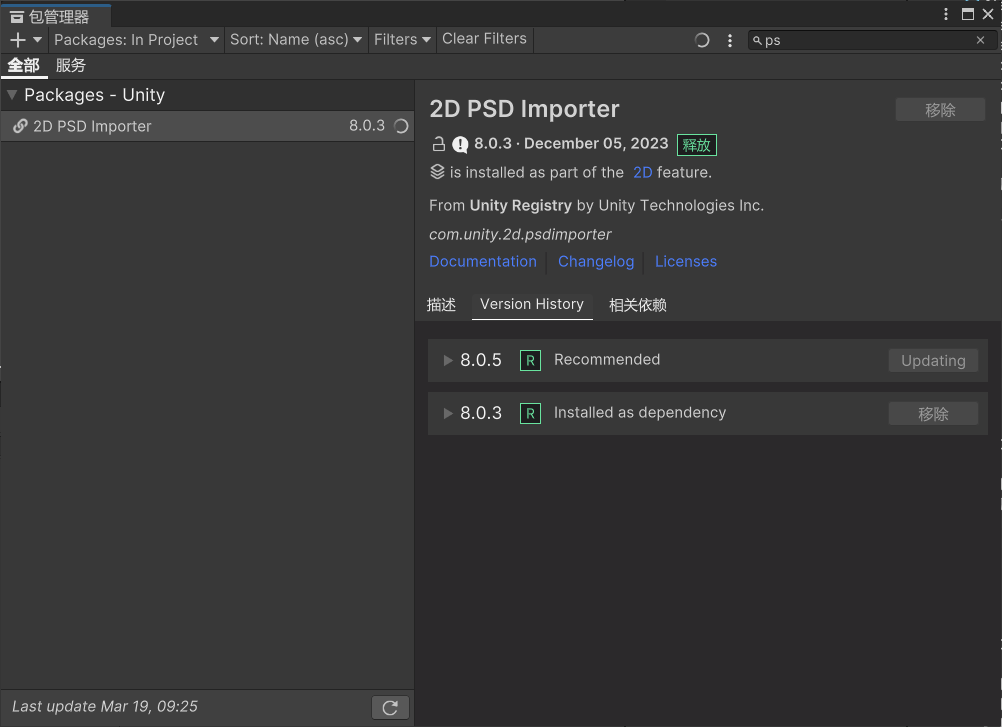 包管理器
Packages: In Project Sort: Name (asc) Filters Clear Filters ps
全部 服务
Packages - Unity
2D PSD Importer 8.0.3
2D PSD Importer 移除
8.0.3 · December 05, 2023 释放
is installed as part of the 2D feature.
From Unity Registry by Unity Technologies Inc.
com.unity.2d.psdimporter
Documentation Changelog Licenses
描述 Version History 相关依赖
8.0.5 R Recommended Updating
8.0.3 R Installed as dependency 移除
Last update Mar 19, 09:25